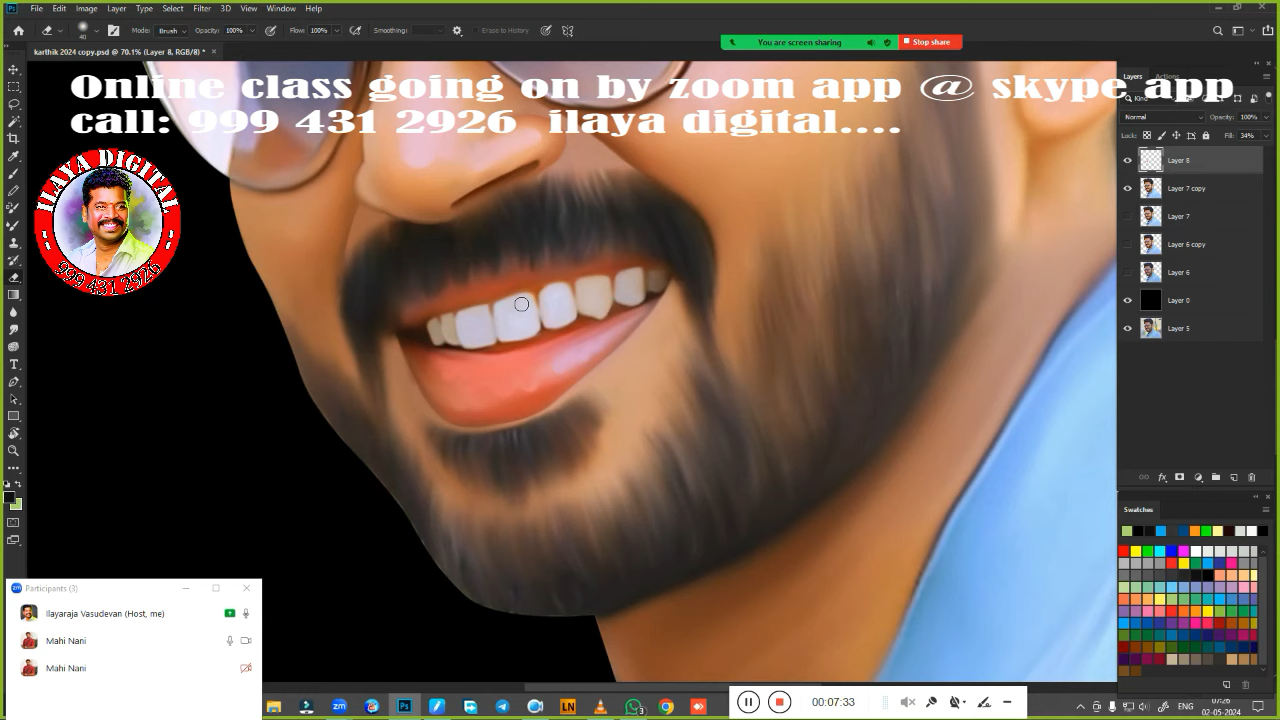 File Edit Image Layer Type Select Filter 3D View Window Help
40 Mode: Brush Opacity: 100% Flow: 100% Smoothing: Erase to History
You are screen sharing Stop share
karthik 2024 copy.psd @ 70.1% (Layer 8, RGB/8) *
Online class going on by zoom app @ skype app
call: 999 431 2926 ilaya digital....
ILAYA DIGITAL
999 431 2926
Layers Actions
Kind
Normal Opacity: 100%
Lock: Fill: 34%
Layer 8
Layer 7 copy
Layer 7
Layer 6 copy
Layer 6
Layer 0
Layer 5
Swatches
Participants (3)
Ilayaraja Vasudevan (Host, me)
Mahi Nani
Mahi Nani
00:07:33
ENG
07:26
02-05-2024